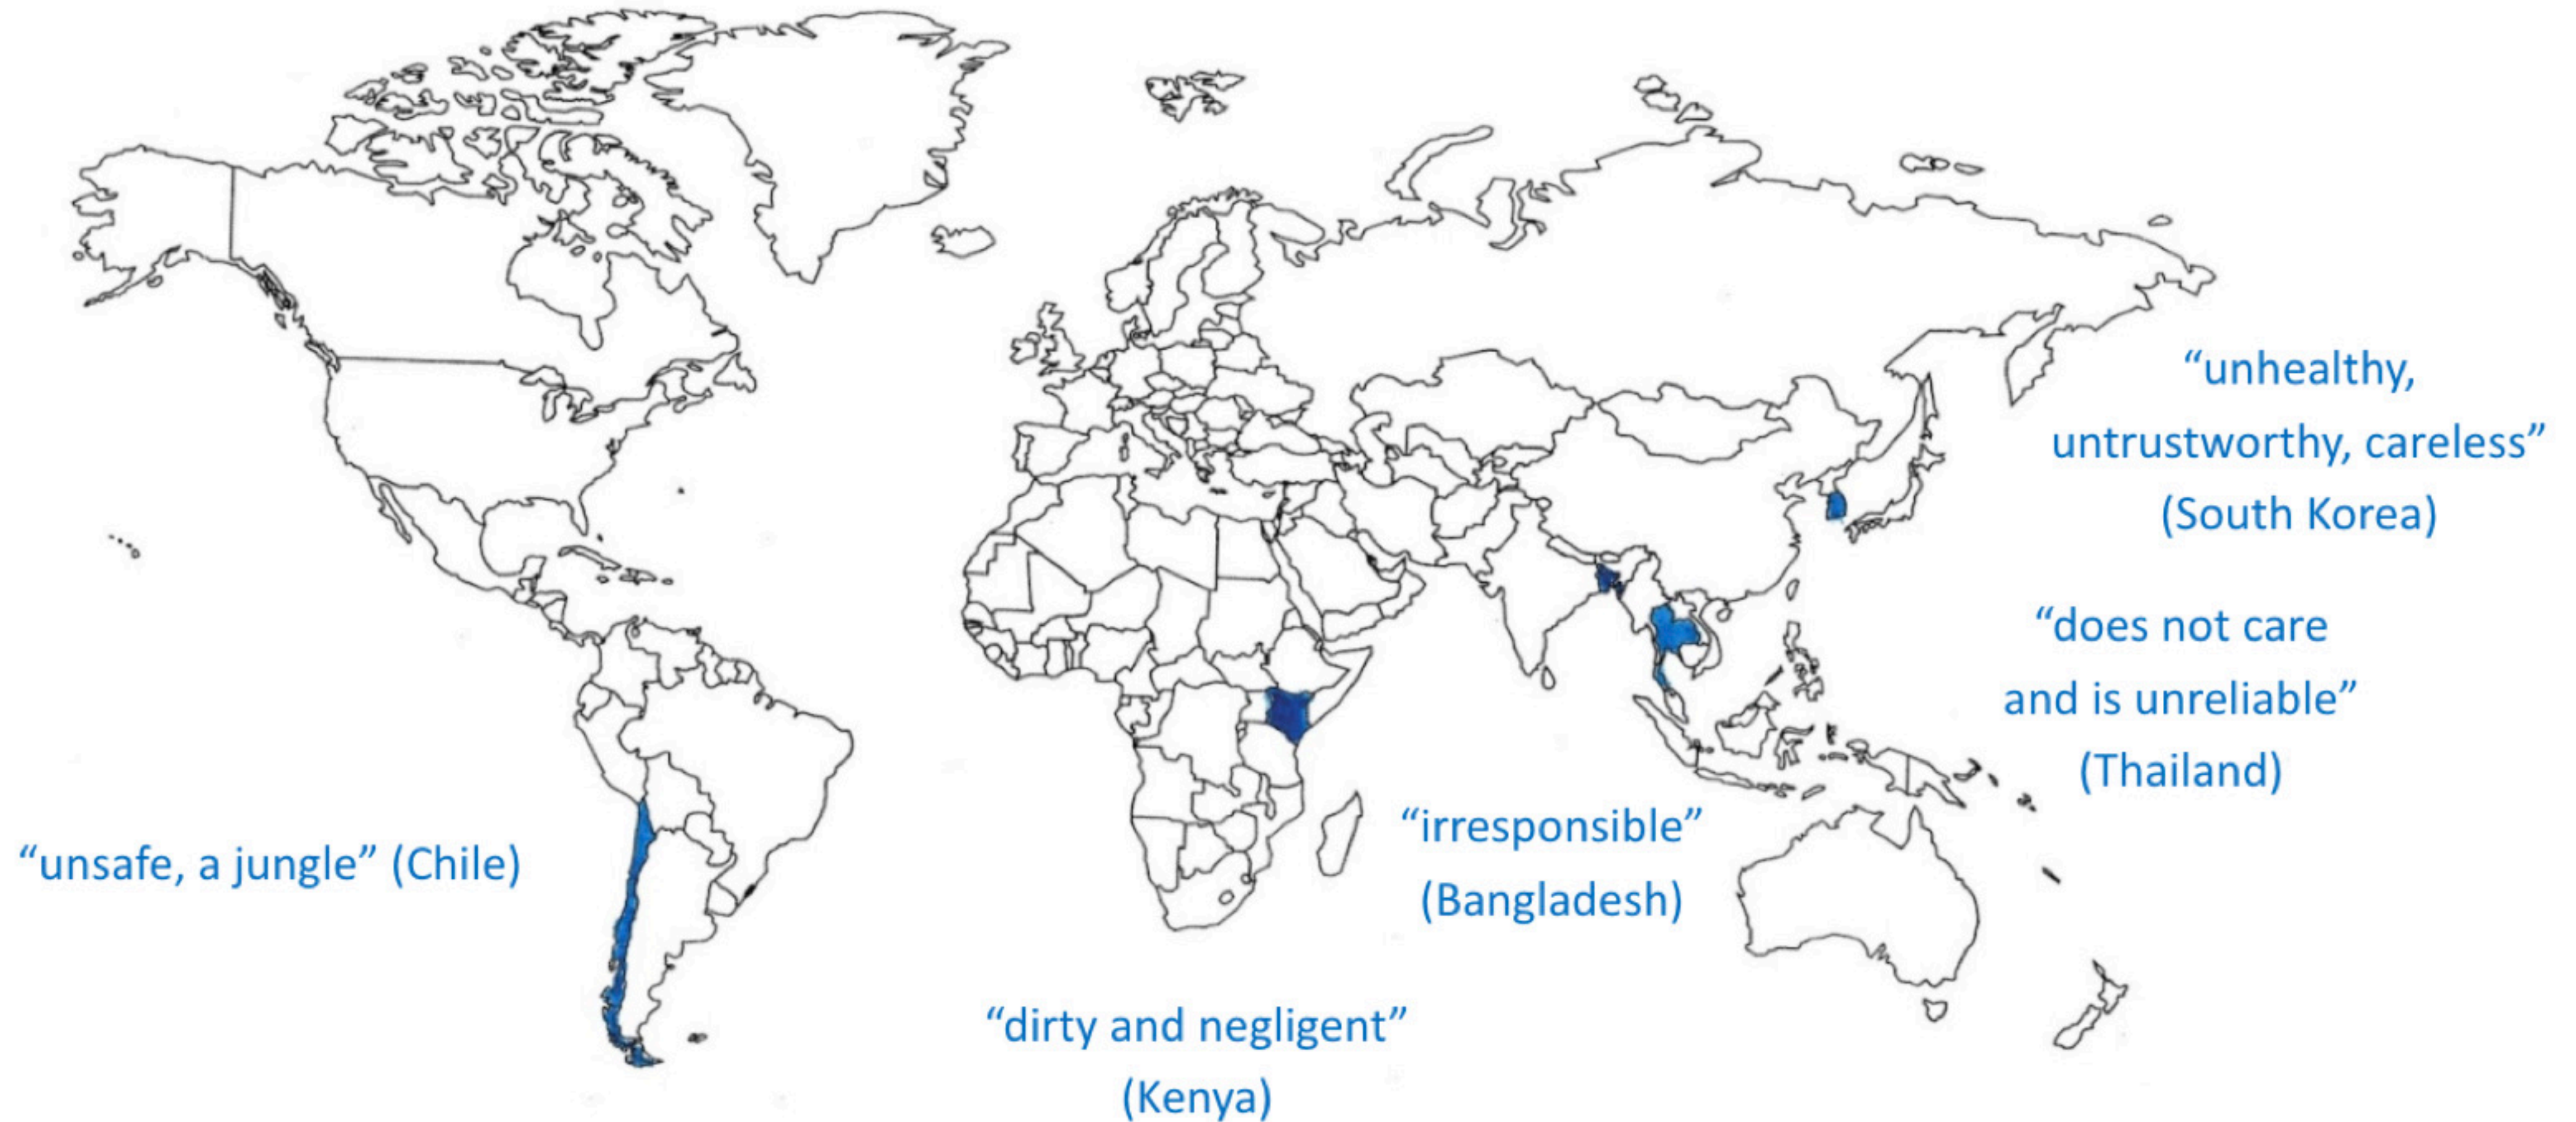 “unhealthy,
untrustworthy, careless”
(South Korea)
“does not care
and is unreliable”
(Thailand)
“irresponsible”
(Bangladesh)
“unsafe, a jungle” (Chile)
“dirty and negligent”
(Kenya)